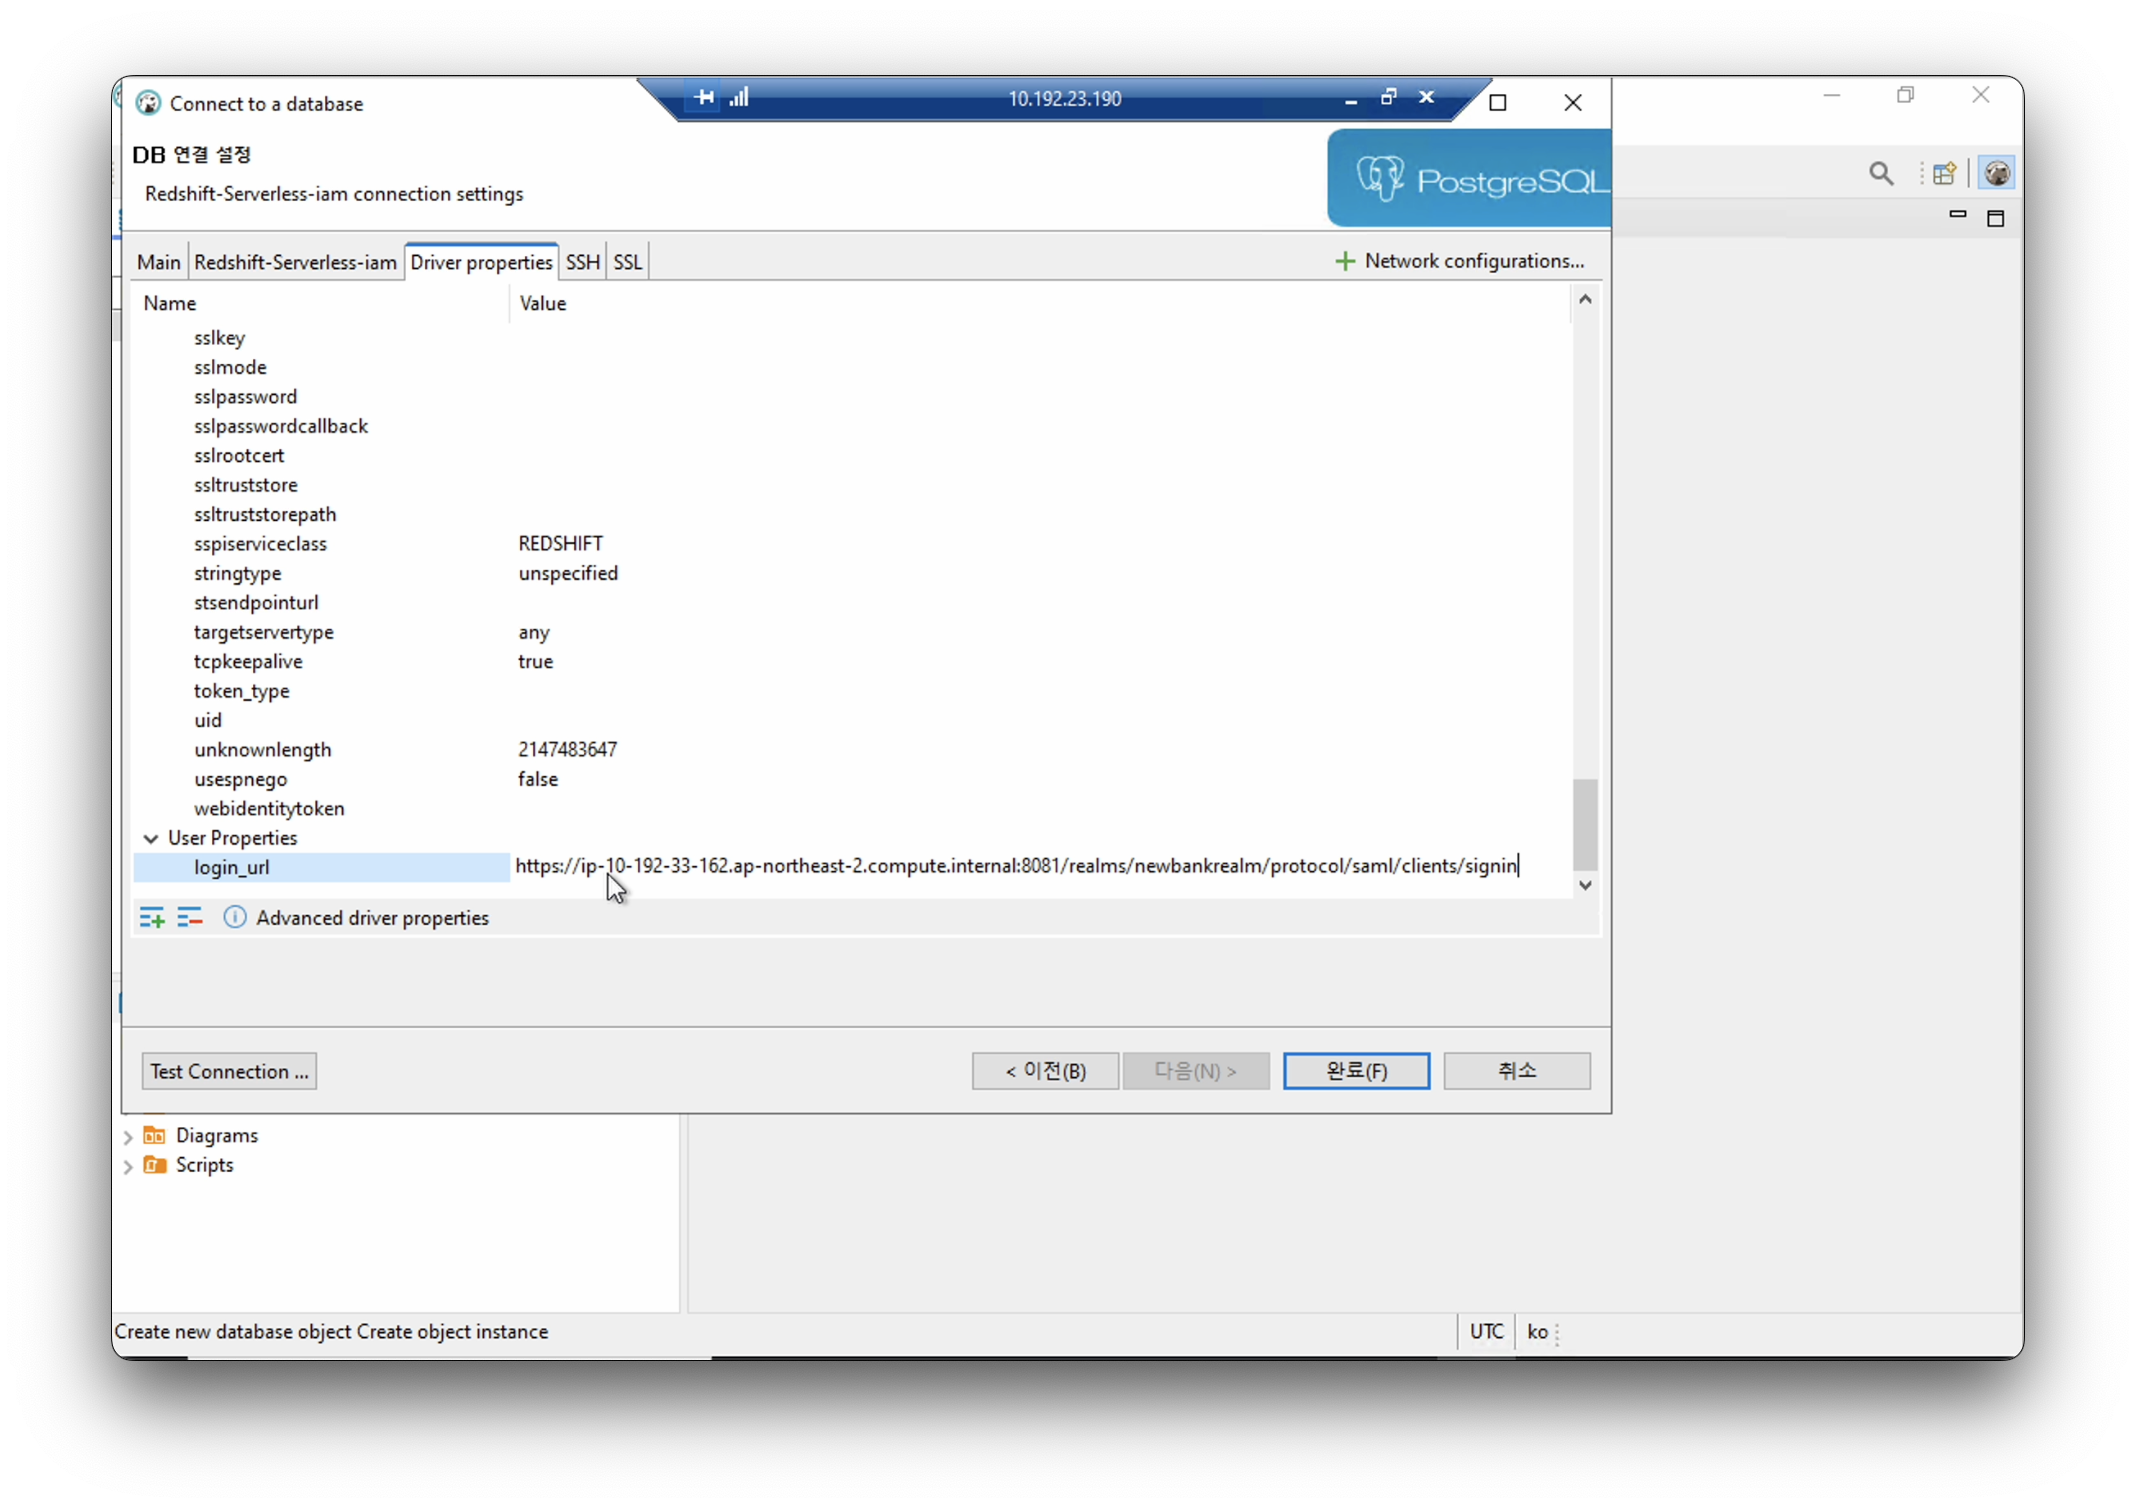 Connect to a database
10.192.23.190
DB 연결 설정
Redshift-Serverless-iam connection settings
PostgreSQL
Main
Redshift-Serverless-iam
Driver properties
SSH
SSL
Network configurations...
Name
Value
sslkey
sslmode
sslpassword
sslpasswordcallback
sslrootcert
ssltruststore
ssltruststorepath
sspiserviceclass REDSHIFT
stringtype unspecified
stsendpointurl
targetservertype any
tcpkeepalive true
token_type
uid
unknownlength 2147483647
usespnego false
webidentitytoken
User Properties
login_url https://ip-10-192-33-162.ap-northeast-2.compute.internal:8081/realms/newbankrealm/protocol/saml/clients/signin
Advanced driver properties
Test Connection ...
< 이전(B)
다음(N) >
완료(F)
취소
Diagrams
Scripts
Create new database object Create object instance
UTC
ko